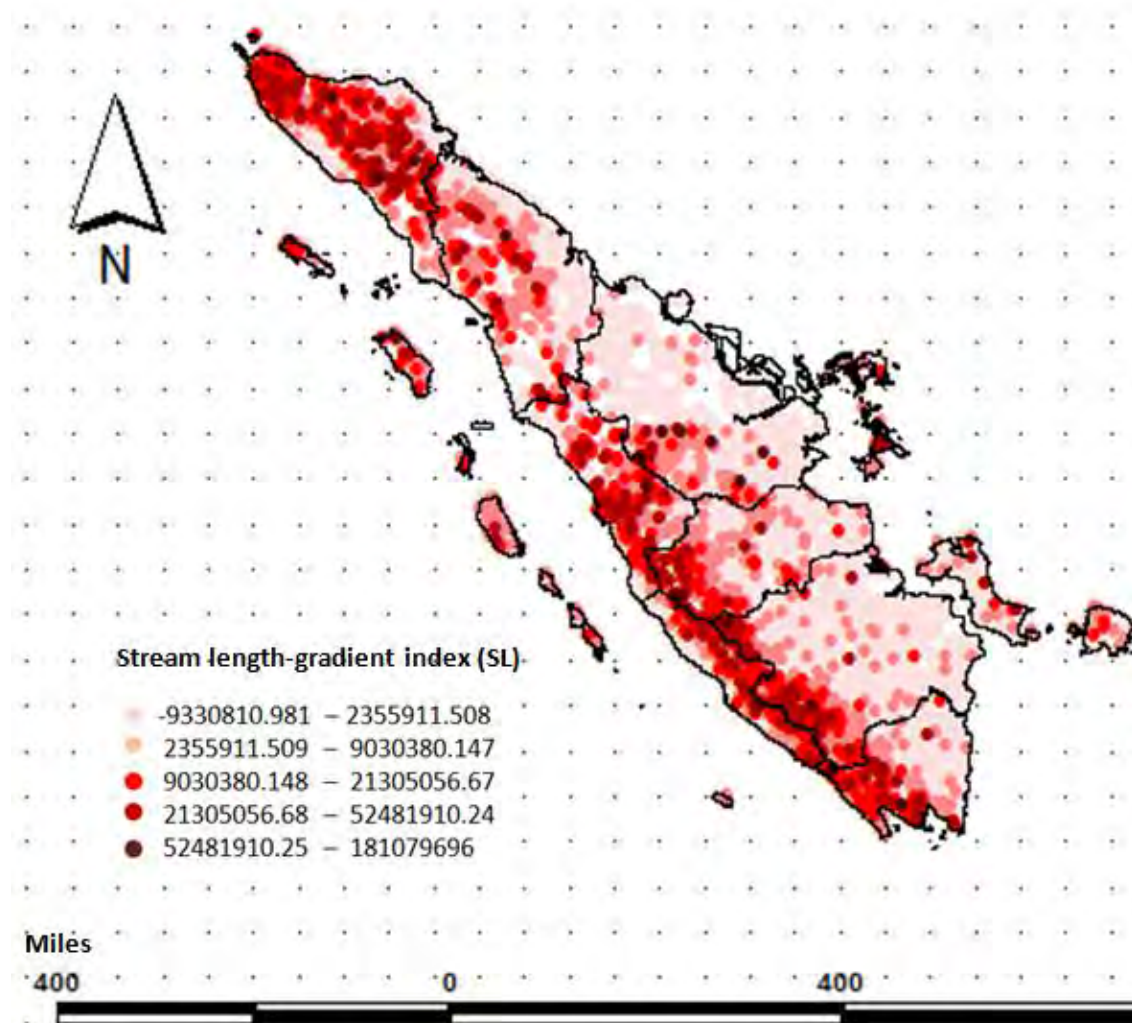 N
Stream length-gradient index (SL)
-9330810.981 – 2355911.508
2355911.509 – 9030380.147
9030380.148 – 21305056.67
21305056.68 – 52481910.24
52481910.25 – 181079696
Miles
400 0 400